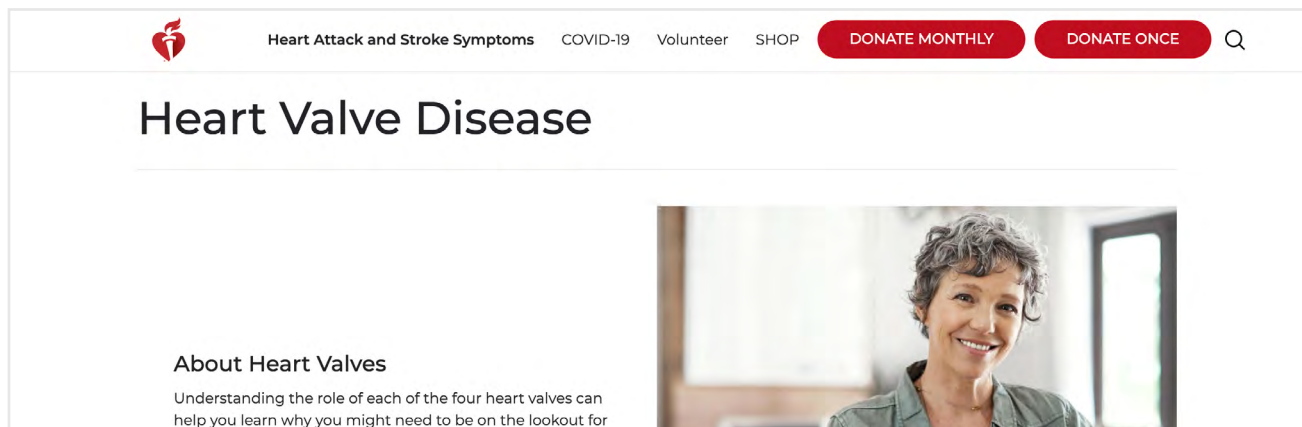 Heart Attack and Stroke Symptoms COVID-19 Volunteer SHOP DONATE MONTHLY DONATE ONCE
Heart Valve Disease
About Heart Valves
Understanding the role of each of the four heart valves can
help you learn why you might need to be on the lookout for